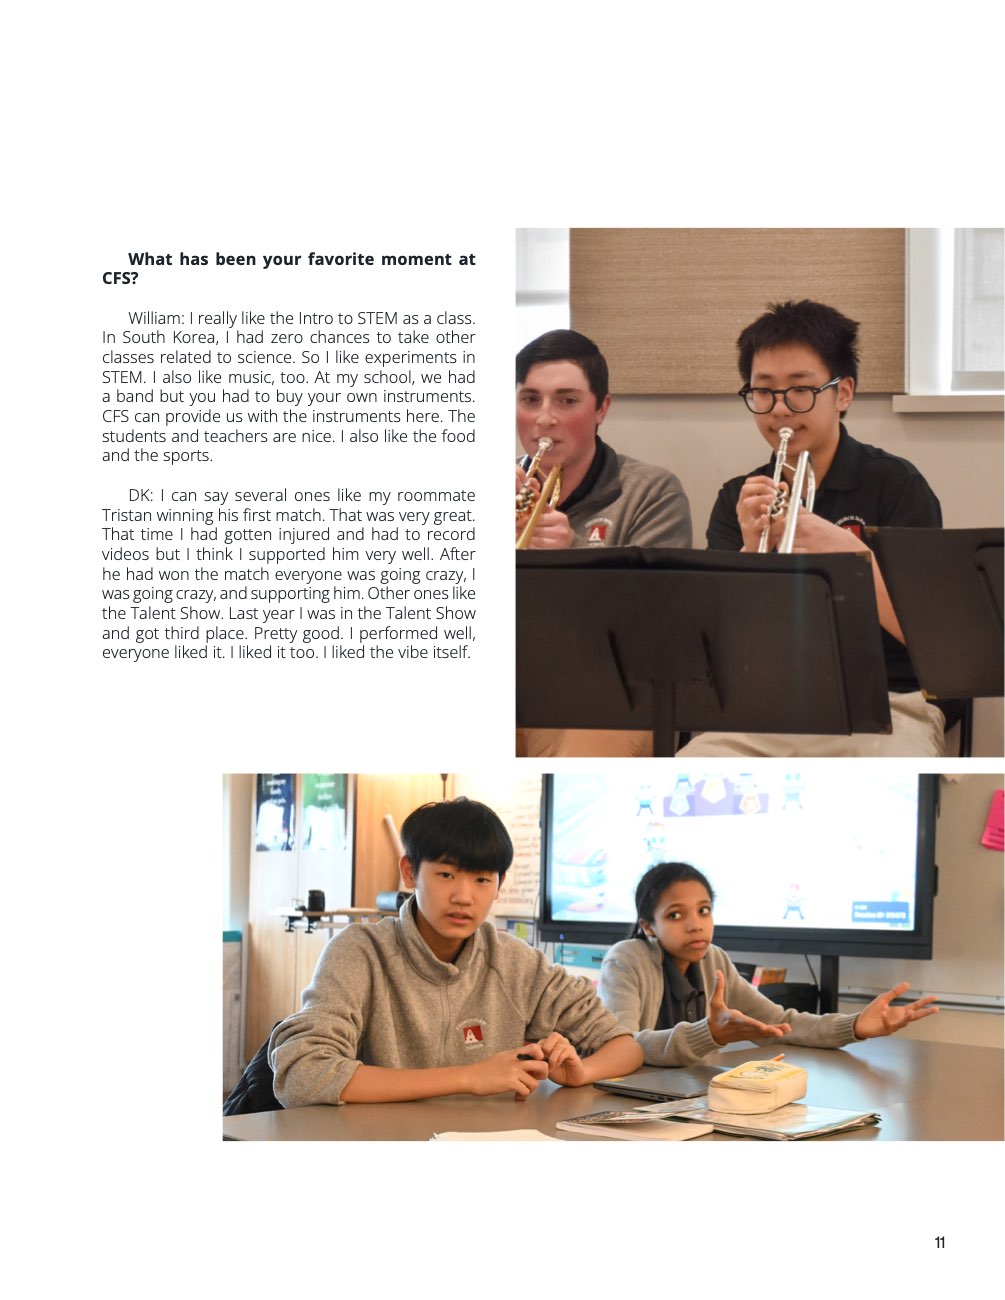 What has been your favorite moment at
CFS?
William: I really like the Intro to STEM as a class.
In South Korea, I had zero chances to take other
classes related to science. So I like experiments in
STEM. I also like music, too. At my school, we had
a band but you had to buy your own instruments.
CFS can provide us with the instruments here. The
students and teachers are nice. I also like the food
and the sports.
DK: I can say several ones like my roommate
Tristan winning his first match. That was very great.
That time I had gotten injured and had to record
videos but I think I supported him very well. After
he had won the match everyone was going crazy, I
was going crazy, and supporting him. Other ones like
the Talent Show. Last year I was in the Talent Show
and got third place. Pretty good. I performed well,
everyone liked it. I liked it too. I liked the vibe itself.
A
SCHOOL
A
SCHOOL
11